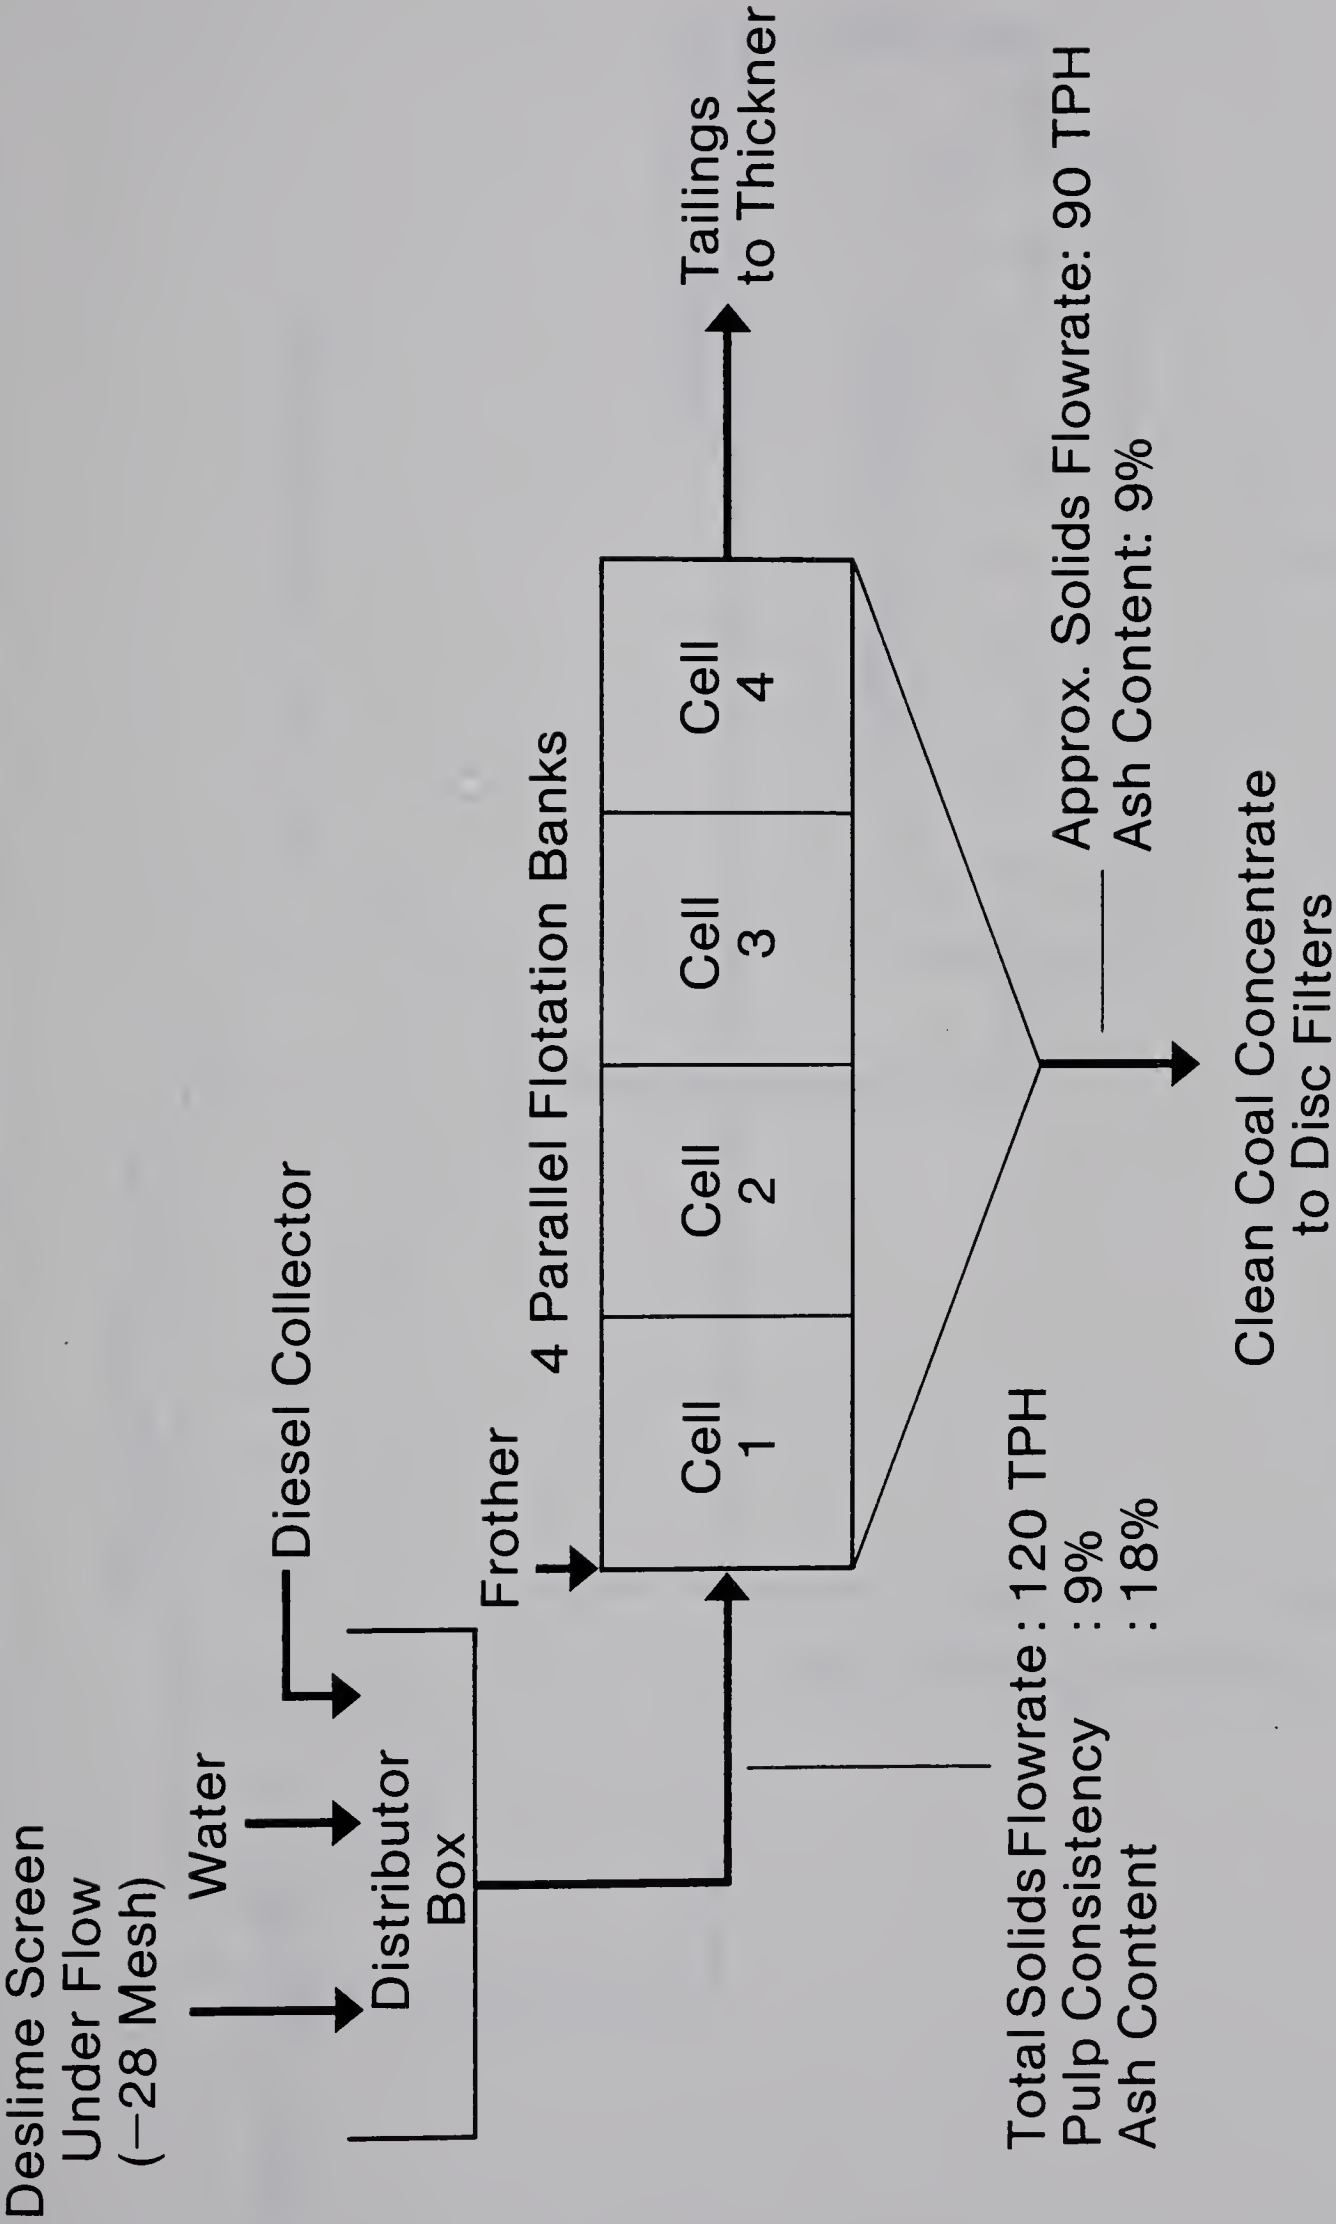 Deslime Screen
Under Flow
(−28 Mesh)
Water
Diesel Collector
Distributor
Box
Frother
4 Parallel Flotation Banks
Cell
1
Cell
2
Cell
3
Cell
4
Tailings
to Thickner
Total Solids Flowrate : 120 TPH
Pulp Consistency : 9%
Ash Content : 18%
Approx. Solids Flowrate: 90 TPH
Ash Content: 9%
Clean Coal Concentrate
to Disc Filters